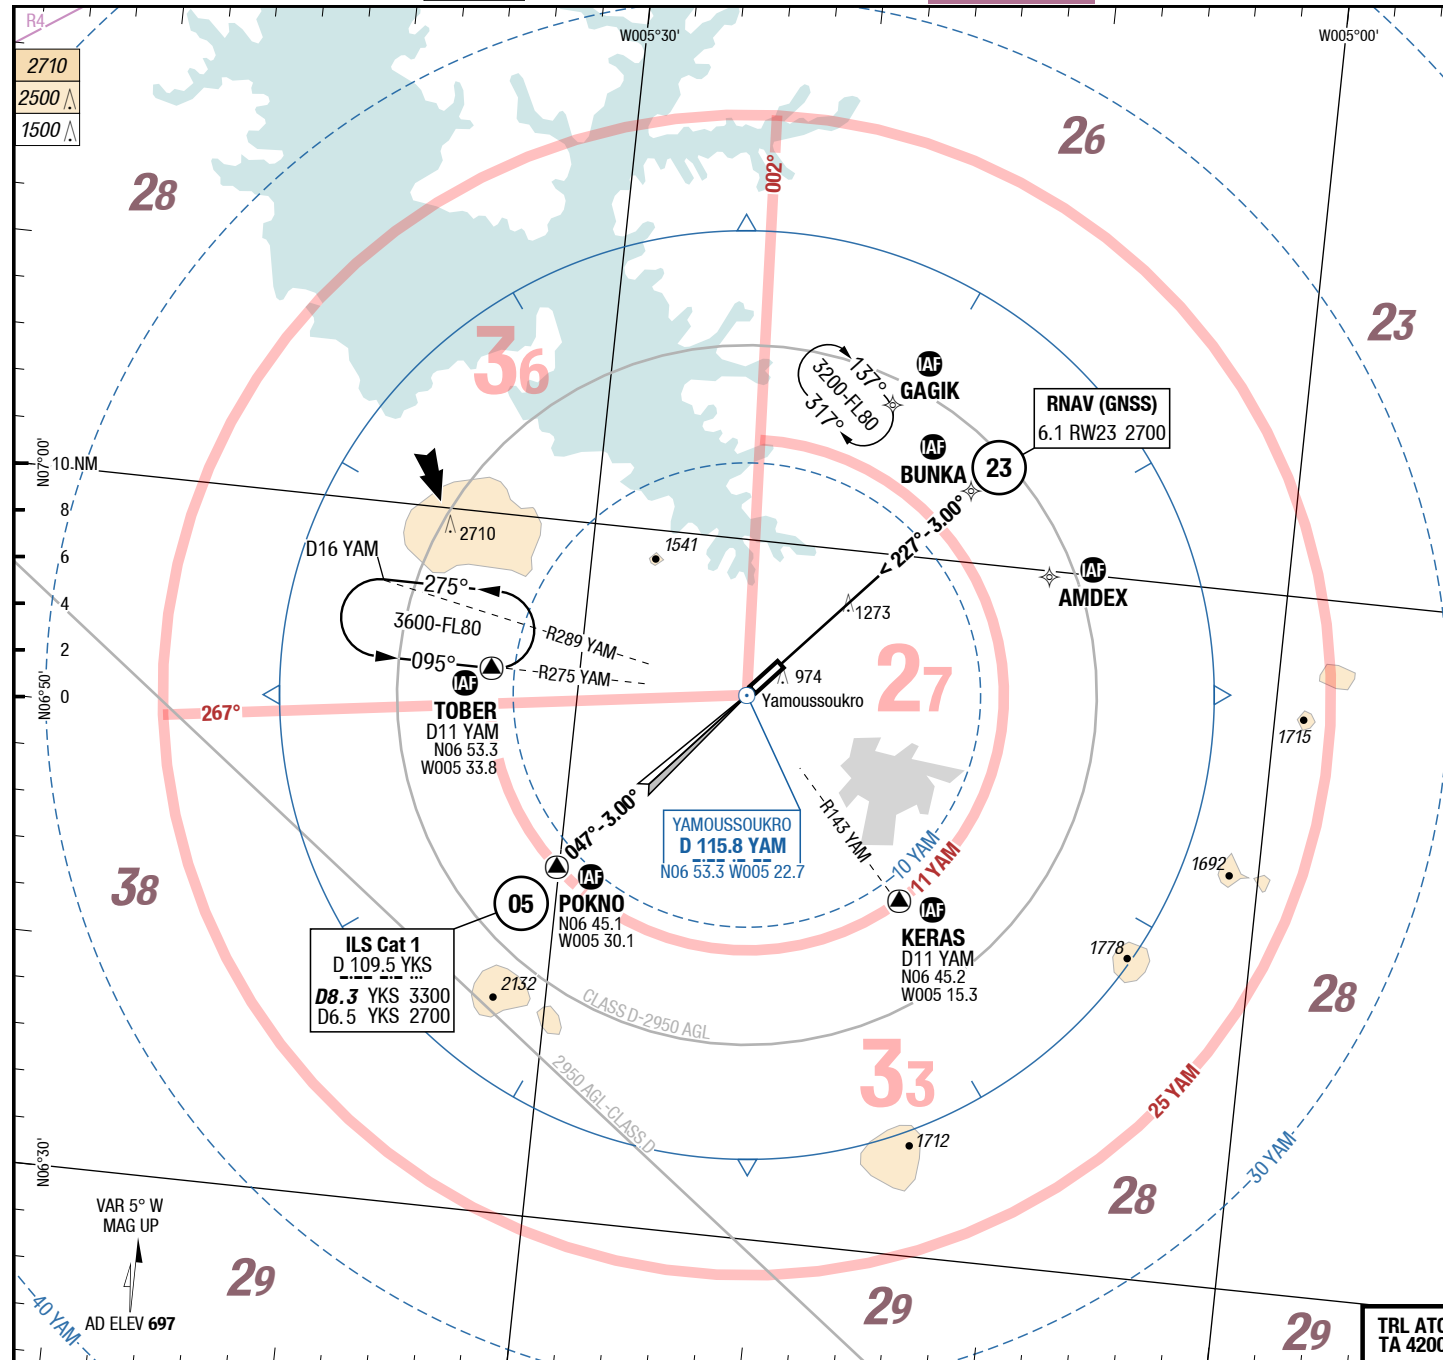 R4
W005°30'
W005°00'
2710
2500
1500
26
28
002°
23
36
137°
3200-FL80
317°
IAF
GAGIK
RNAV (GNSS)
6.1 RW23 2700
IAF
BUNKA
23
N07°00'
10 NM
8
6
4
2
0
N06°50'
2710
1541
D16 YAM
275°
3600-FL80
095°
R289 YAM
R275 YAM
< 227° - 3.00°
IAF
AMDEX
1273
974
Yamoussoukro
27
IAF
TOBER
D11 YAM
N06 53.3
W005 33.8
267°
1715
047° - 3.00°
YAMOUSSOUKRO
D 115.8 YAM
N06 53.3 W005 22.7
R143 YAM
10 YAM
11 YAM
1692
38
05
IAF
POKNO
N06 45.1
W005 30.1
IAF
KERAS
D11 YAM
N06 45.2
W005 15.3
ILS Cat 1
D 109.5 YKS
D8.3 YKS 3300
D6.5 YKS 2700
2132
1778
28
CLASS D-2950 AGL
2950 AGL-CLASS D
33
25 YAM
1712
N06°30'
30 YAM
28
VAR 5° W
MAG UP
AD ELEV 697
29
29
40 YAM
29
TRL ATC
TA 4200